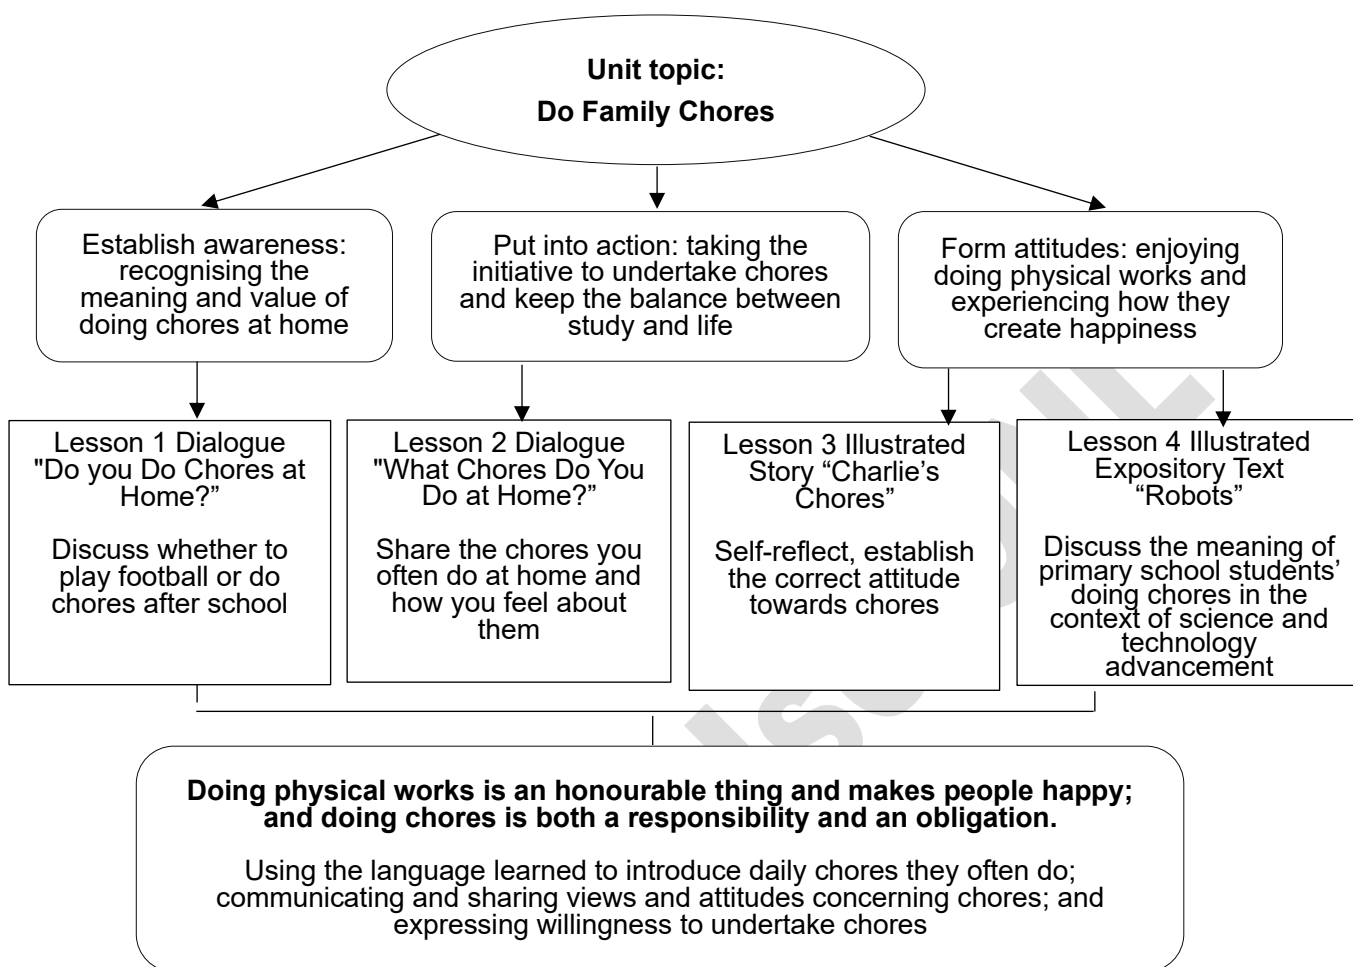 Unit topic:
Do Family Chores
Establish awareness:
recognising the
meaning and value of
doing chores at home
Put into action: taking the
initiative to undertake chores
and keep the balance between
study and life
Form attitudes: enjoying
doing physical works and
experiencing how they
create happiness
Lesson 1 Dialogue
"Do you Do Chores at
Home?”
Discuss whether to
play football or do
chores after school
Lesson 2 Dialogue
"What Chores Do You
Do at Home?”
Share the chores you
often do at home and
how you feel about
them
Lesson 3 Illustrated
Story “Charlie’s
Chores”
Self-reflect, establish
the correct attitude
towards chores
Lesson 4 Illustrated
Expository Text
“Robots”
Discuss the meaning of
primary school students’
doing chores in the
context of science and
technology
advancement
Doing physical works is an honourable thing and makes people happy;
and doing chores is both a responsibility and an obligation.
Using the language learned to introduce daily chores they often do;
communicating and sharing views and attitudes concerning chores; and
expressing willingness to undertake chores